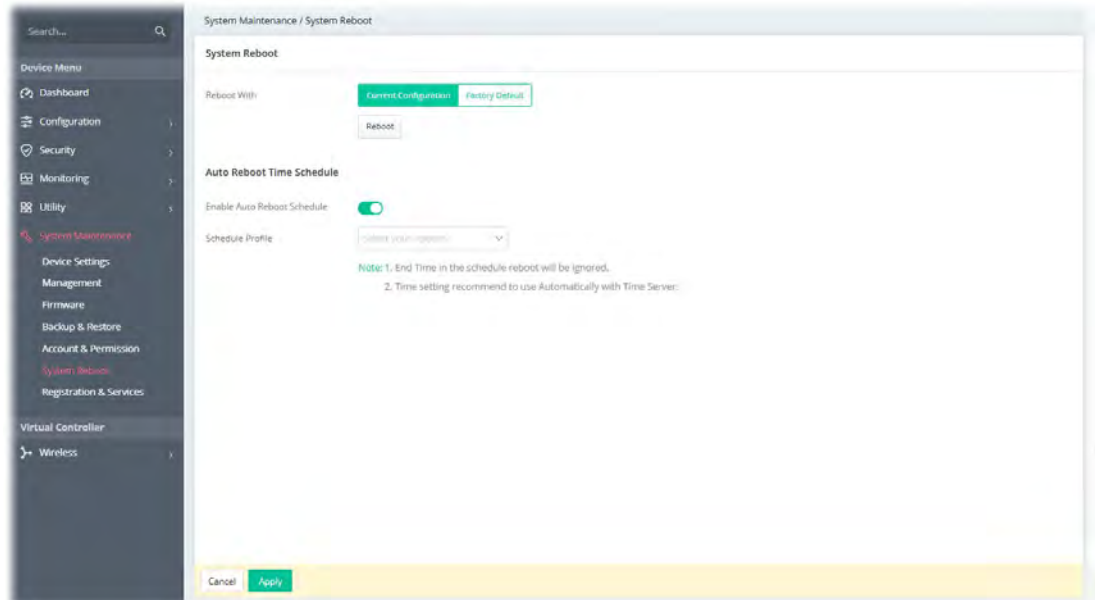 Search...
System Maintenance / System Reboot
System Reboot
Device Menu
Dashboard
Reboot With
Current Configuration
Factory Default
Configuration
Reboot
Security
Auto Reboot Time Schedule
Monitoring
Utility
Enable Auto Reboot Schedule
System Maintenance
Schedule Profile
Device Settings
Note: 1. End Time in the schedule reboot will be ignored.
Management
2. Time setting recommend to use Automatically with Time Server.
Firmware
Backup & Restore
Account & Permission
System Reboot
Registration & Services
Virtual Controller
Wireless
Cancel
Apply